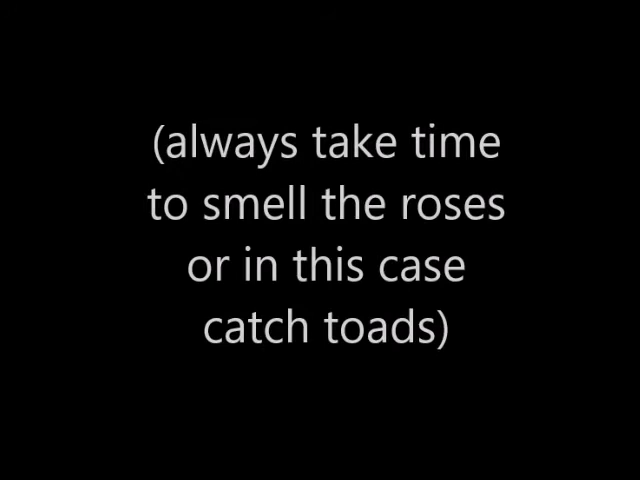 (always take time
to smell the roses
or in this case
catch toads)